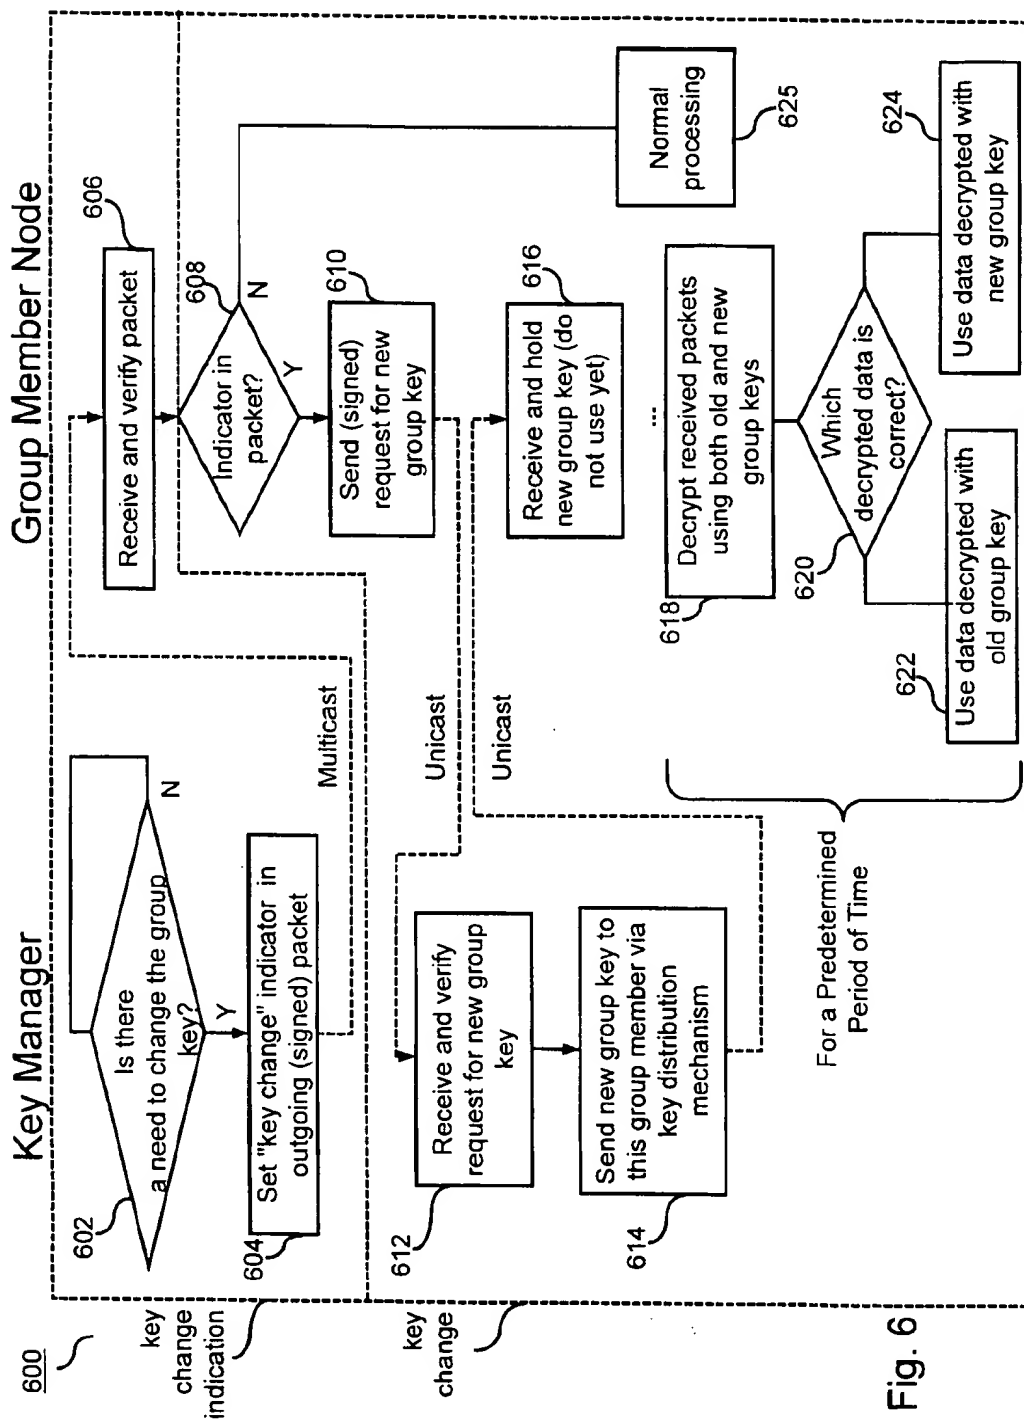 600
Key Manager
Group Member Node
key
change
indication
602
Is there
a need to change the group
key?
N
Y
604
Set "key change" indicator in
outgoing (signed) packet
Multicast
606
Receive and verify packet
608
Indicator in
packet?
N
Y
610
Send (signed)
request for new
group key
Unicast
key
change
612
Receive and verify
request for new group
key
614
Send new group key to
this group member via
key distribution
mechanism
Unicast
616
Receive and hold
new group key (do
not use yet)
...
Normal
processing
625
618
Decrypt received packets
using both old and new
group keys
620
Which
decrypted data is
correct?
622
Use data decrypted with
old group key
624
Use data decrypted with
new group key
For a Predetermined
Period of Time
Fig. 6